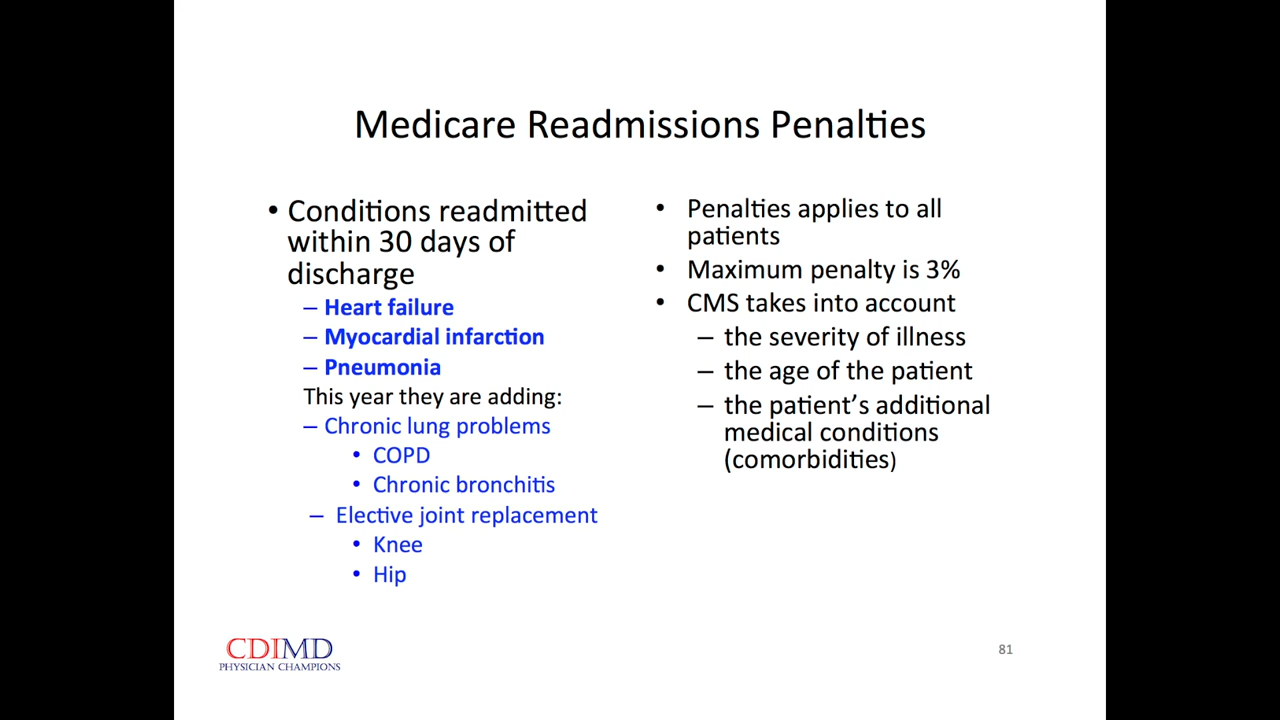 Medicare Readmissions Penalties
• Conditions readmitted
within 30 days of
discharge
– Heart failure
– Myocardial infarction
– Pneumonia
This year they are adding:
– Chronic lung problems
• COPD
• Chronic bronchitis
– Elective joint replacement
• Knee
• Hip
• Penalties applies to all
patients
• Maximum penalty is 3%
• CMS takes into account
– the severity of illness
– the age of the patient
– the patient’s additional
medical conditions
(comorbidities)
CDIMD
PHYSICIAN CHAMPIONS
81